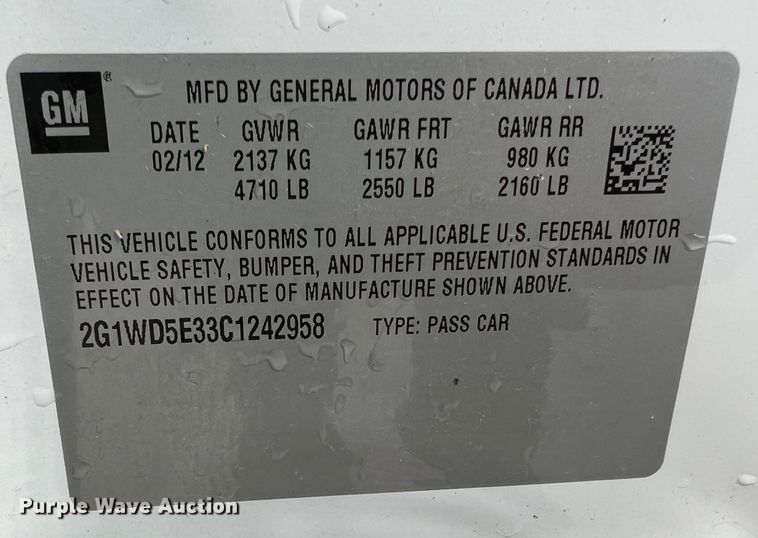 GM ®
MFD BY GENERAL MOTORS OF CANADA LTD.
DATE GVWR GAWR FRT GAWR RR
02/12 2137 KG 1157 KG 980 KG
4710 LB 2550 LB 2160 LB
THIS VEHICLE CONFORMS TO ALL APPLICABLE U.S. FEDERAL MOTOR
VEHICLE SAFETY, BUMPER, AND THEFT PREVENTION STANDARDS IN
EFFECT ON THE DATE OF MANUFACTURE SHOWN ABOVE.
2G1WD5E33C1242958 TYPE: PASS CAR
Purple Wave Auction